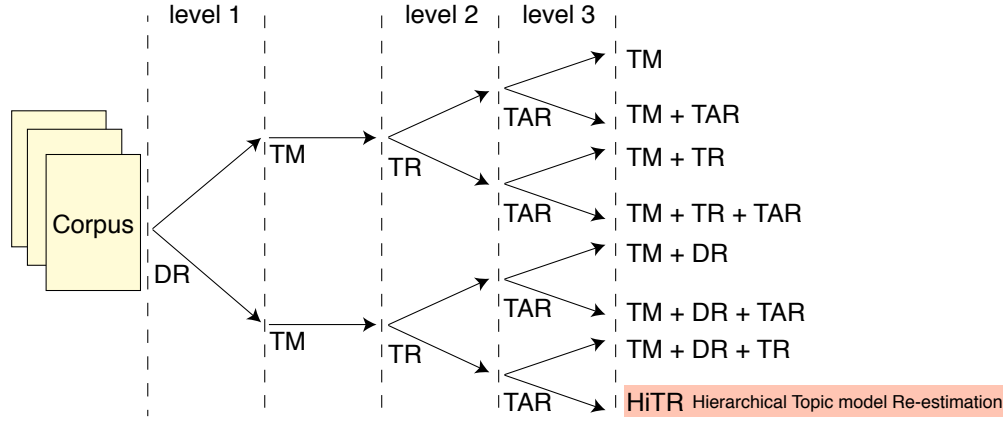 level 1
level 2
level 3
Corpus
DR
TM
TM
TR
TR
TAR
TAR
TAR
TAR
TM
TM + TAR
TM + TR
TM + TR + TAR
TM + DR
TM + DR + TAR
TM + DR + TR
HiTR Hierarchical Topic model Re-estimation